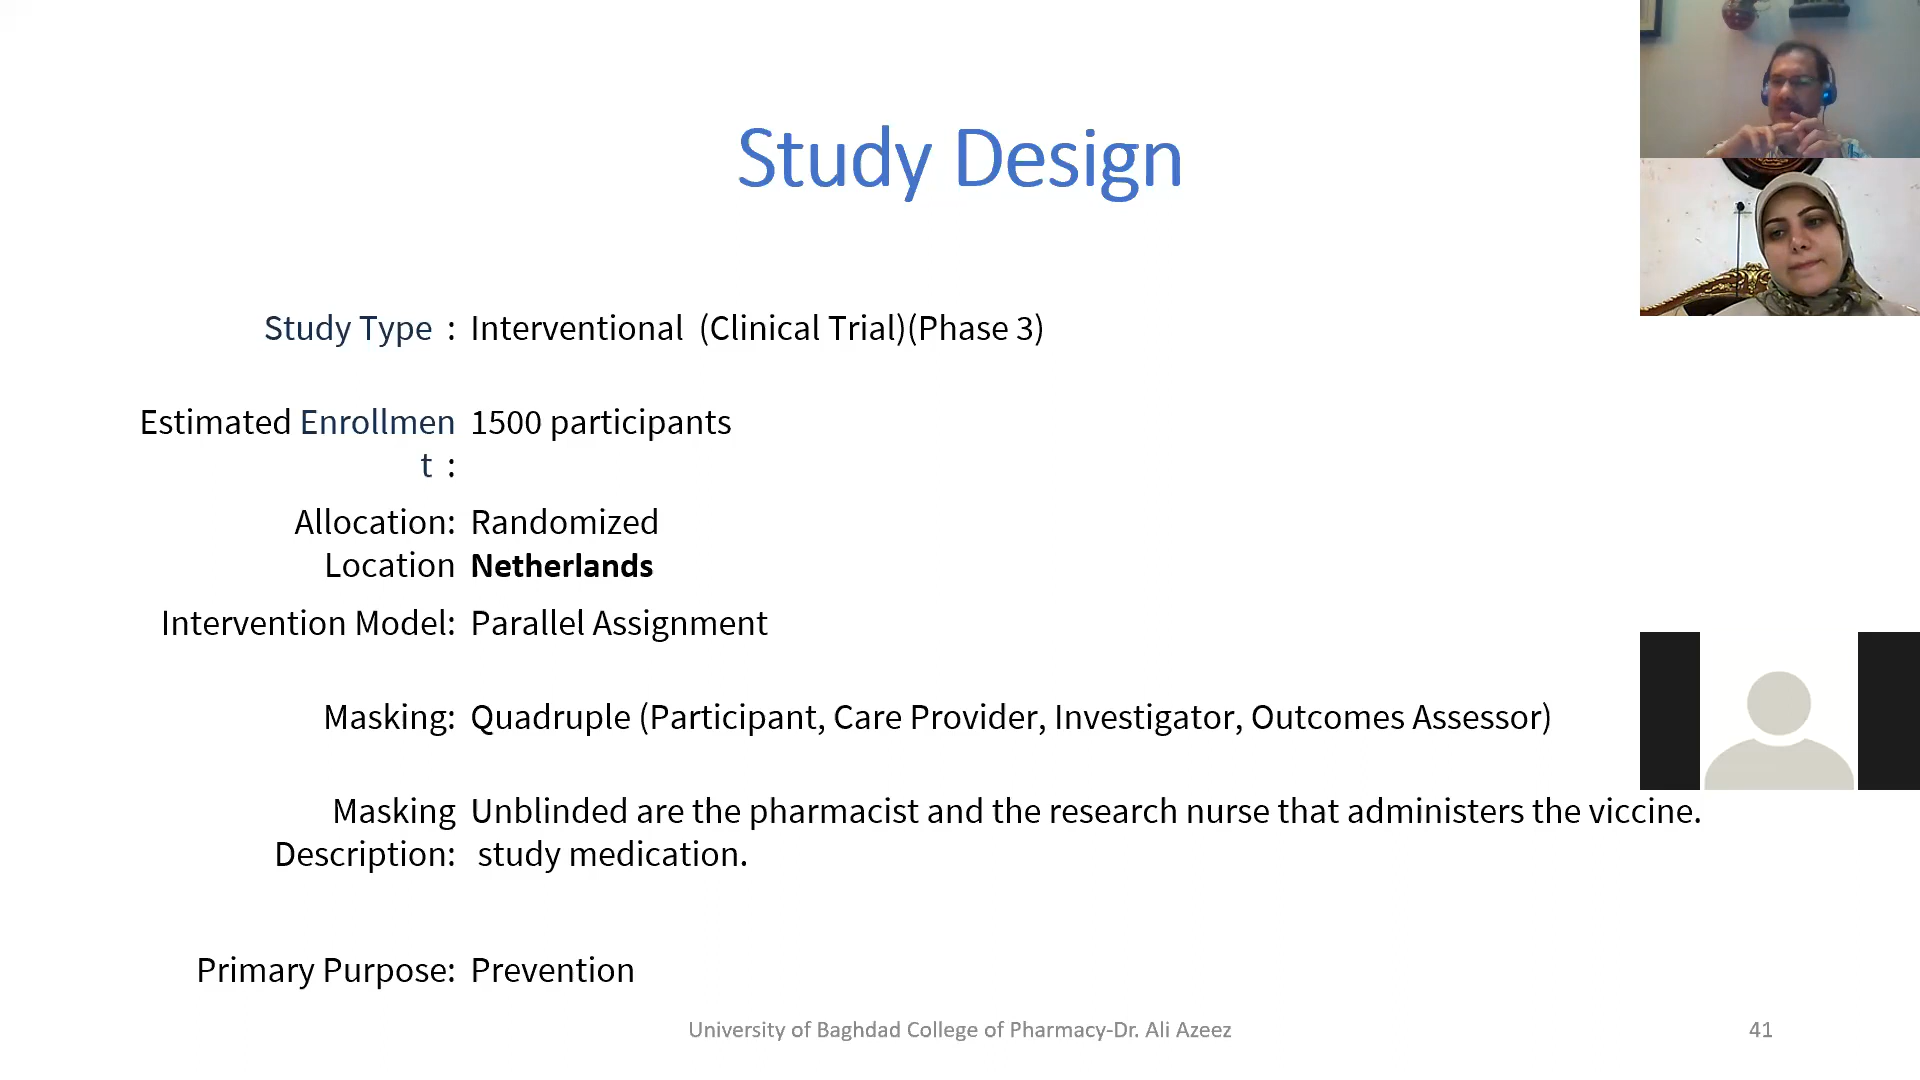 Study Design
Study Type : Interventional (Clinical Trial)(Phase 3)
Estimated Enrollmen 1500 participants
t :
Allocation: Randomized
Location Netherlands
Intervention Model: Parallel Assignment
Masking: Quadruple (Participant, Care Provider, Investigator, Outcomes Assessor)
Masking Unblinded are the pharmacist and the research nurse that administers the viccine.
Description: study medication.
Primary Purpose: Prevention
University of Baghdad College of Pharmacy-Dr. Ali Azeez 41